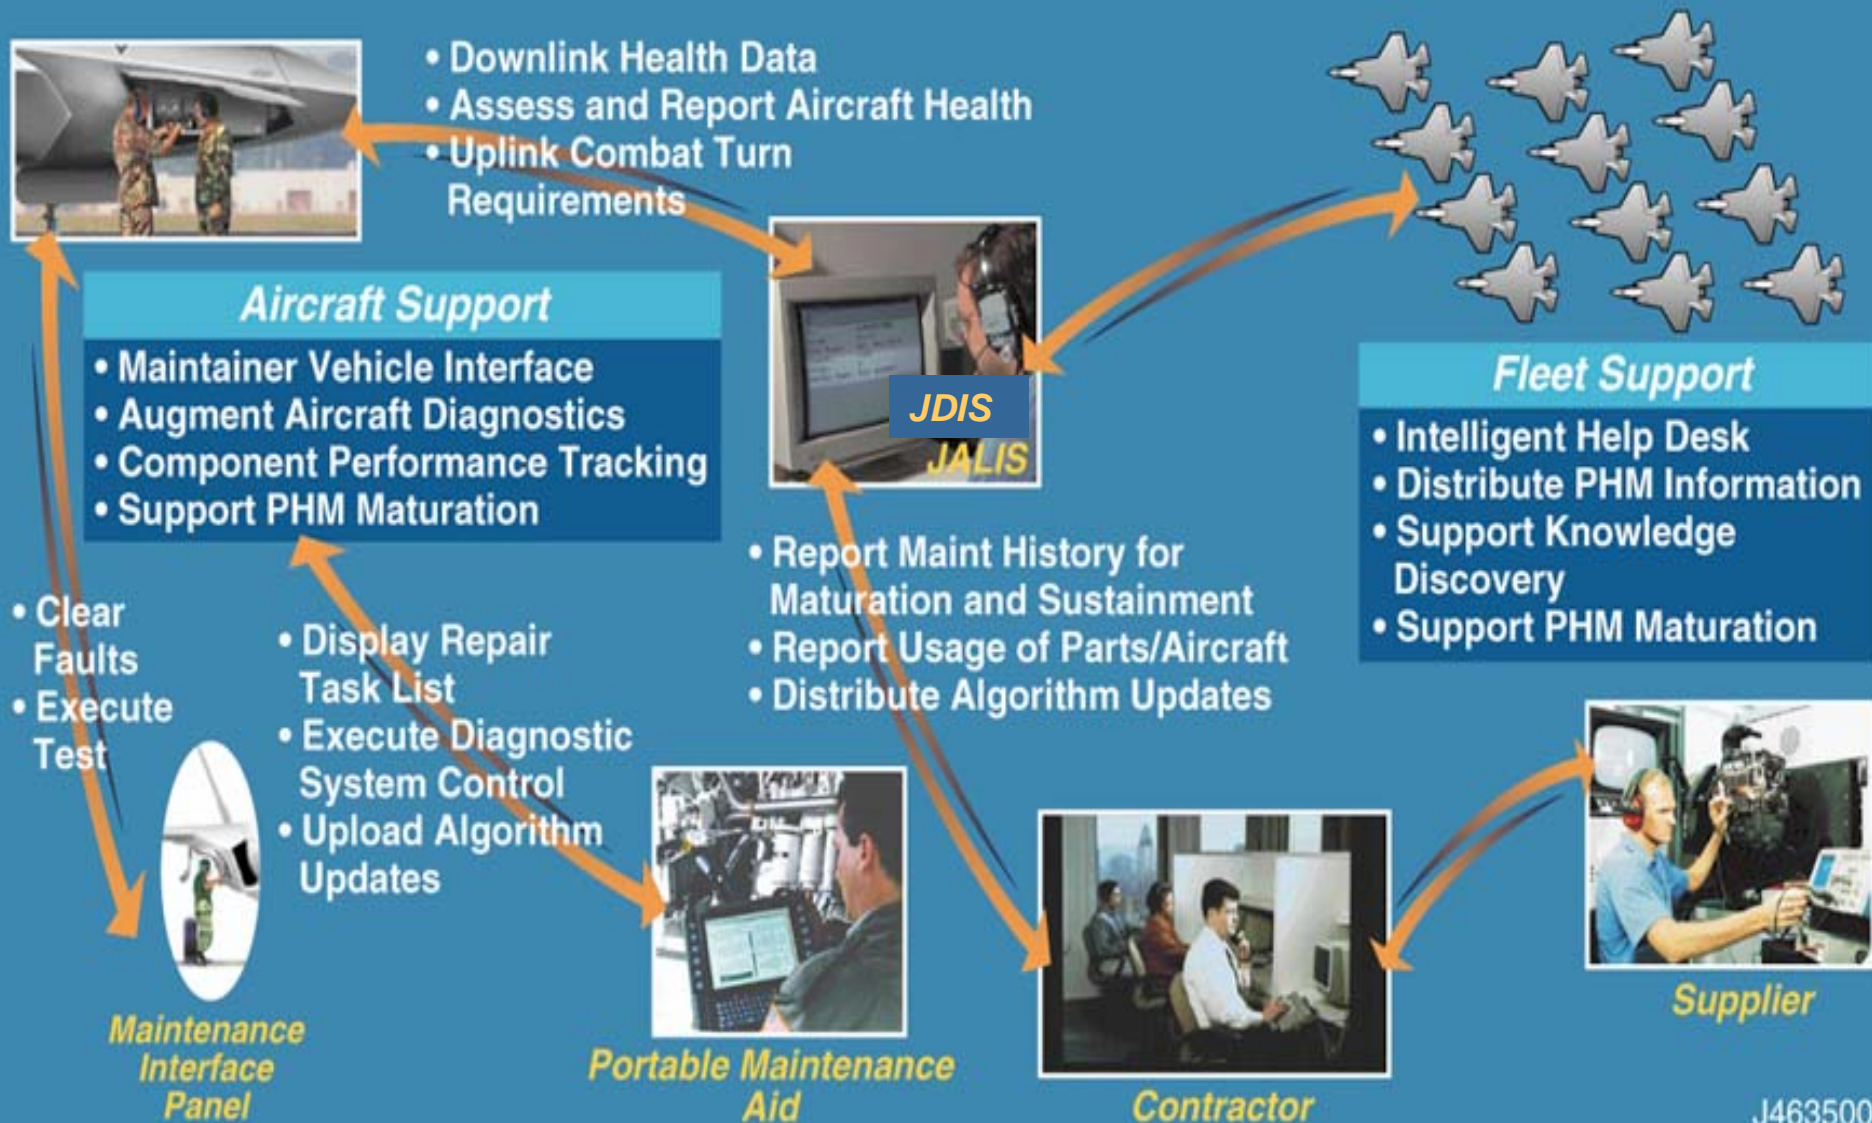 • Downlink Health Data
• Assess and Report Aircraft Health
• Uplink Combat Turn
Requirements
Aircraft Support
• Maintainer Vehicle Interface
• Augment Aircraft Diagnostics
• Component Performance Tracking
• Support PHM Maturation
JDIS
JALIS
Fleet Support
• Intelligent Help Desk
• Distribute PHM Information
• Support Knowledge
Discovery
• Support PHM Maturation
• Clear
Faults
• Execute
Test
• Display Repair
Task List
• Execute Diagnostic
System Control
• Upload Algorithm
Updates
• Report Maint History for
Maturation and Sustainment
• Report Usage of Parts/Aircraft
• Distribute Algorithm Updates
Maintenance
Interface
Panel
Portable Maintenance
Aid
Contractor
Supplier
J463500